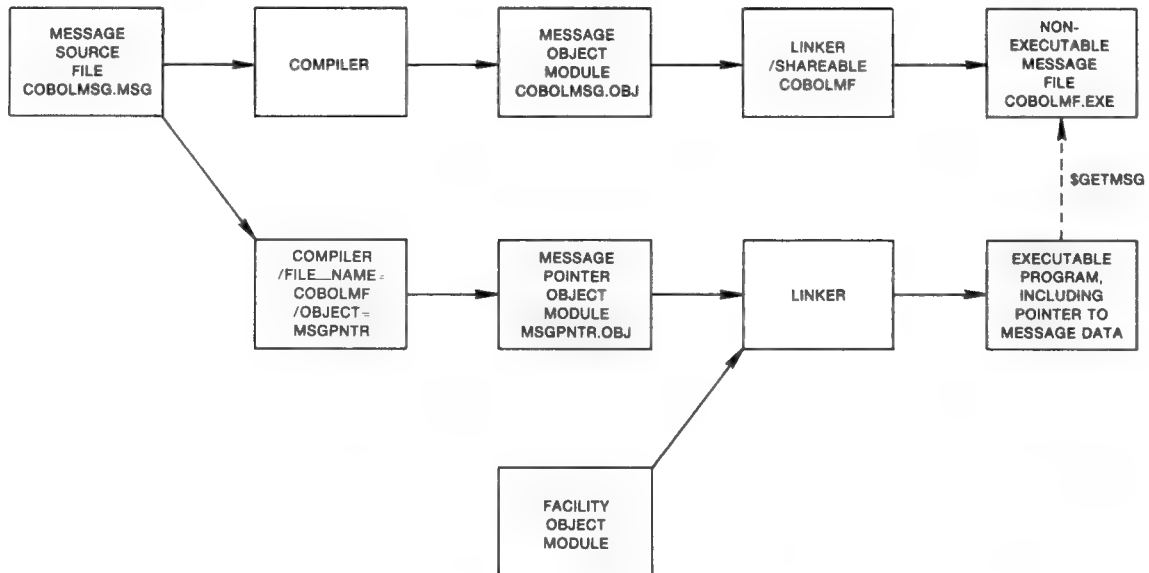 MESSAGE
SOURCE
FILE
COBOLMSG.MSG
COMPILER
MESSAGE
OBJECT
MODULE
COBOLMSG.OBJ
LINKER
/SHAREABLE
COBOLMF
NON-
EXECUTABLE
MESSAGE
FILE
COBOLMF.EXE
$GETMSG
COMPILER
/FILE__NAME=
COBOLMF
/OBJECT=
MSGPNTR
MESSAGE
POINTER
OBJECT
MODULE
MSGPNTR.OBJ
LINKER
EXECUTABLE
PROGRAM,
INCLUDING
POINTER TO
MESSAGE DATA
FACILITY
OBJECT
MODULE